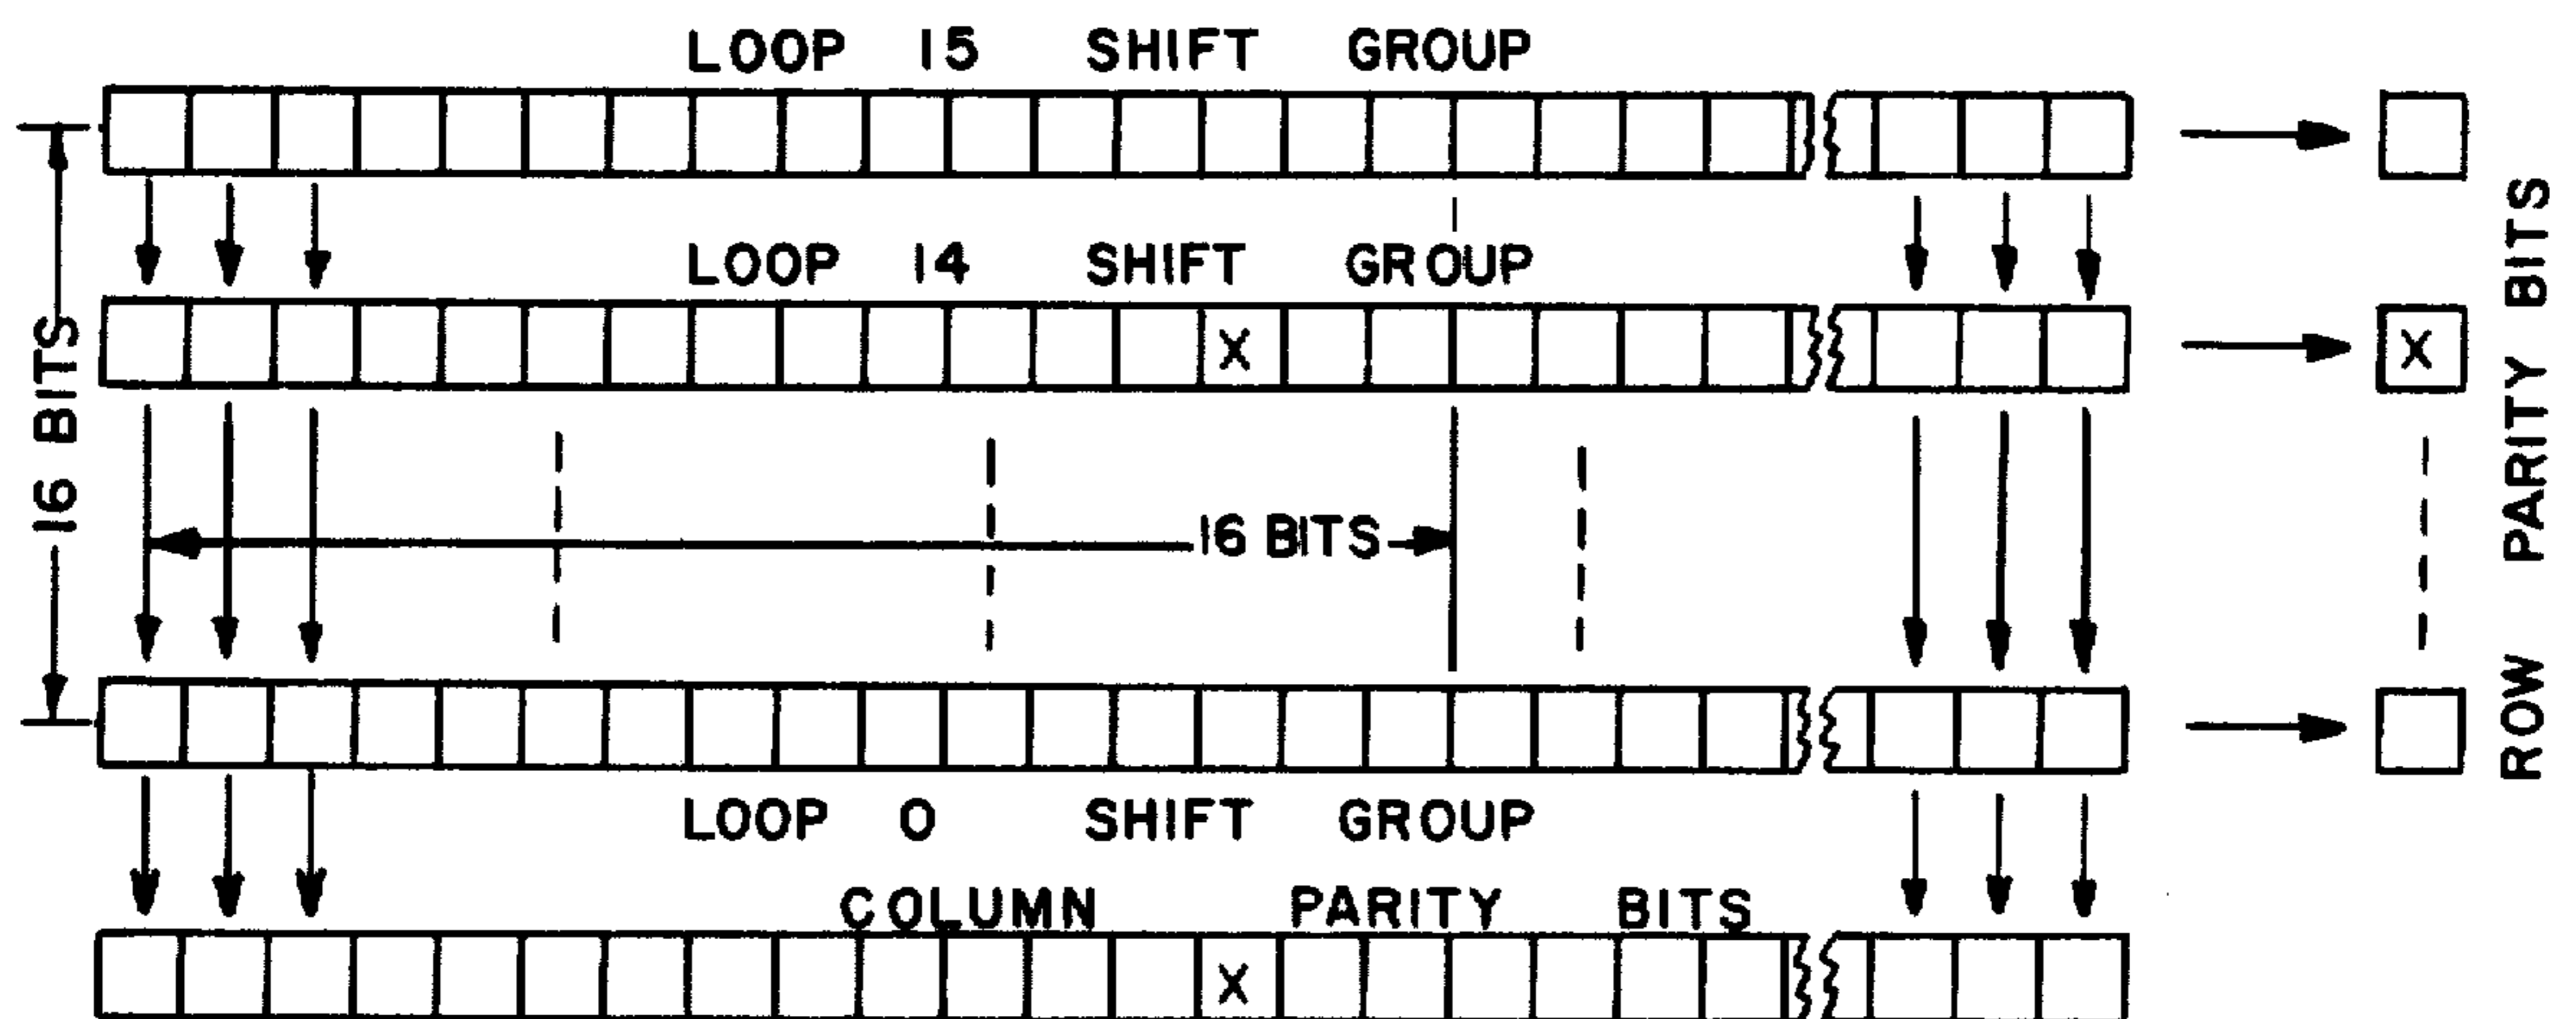 LOOP 15 SHIFT GROUP
LOOP 14 SHIFT GROUP
X
X
16 BITS
16 BITS
ROW PARITY BITS
LOOP 0 SHIFT GROUP
COLUMN PARITY BITS
X